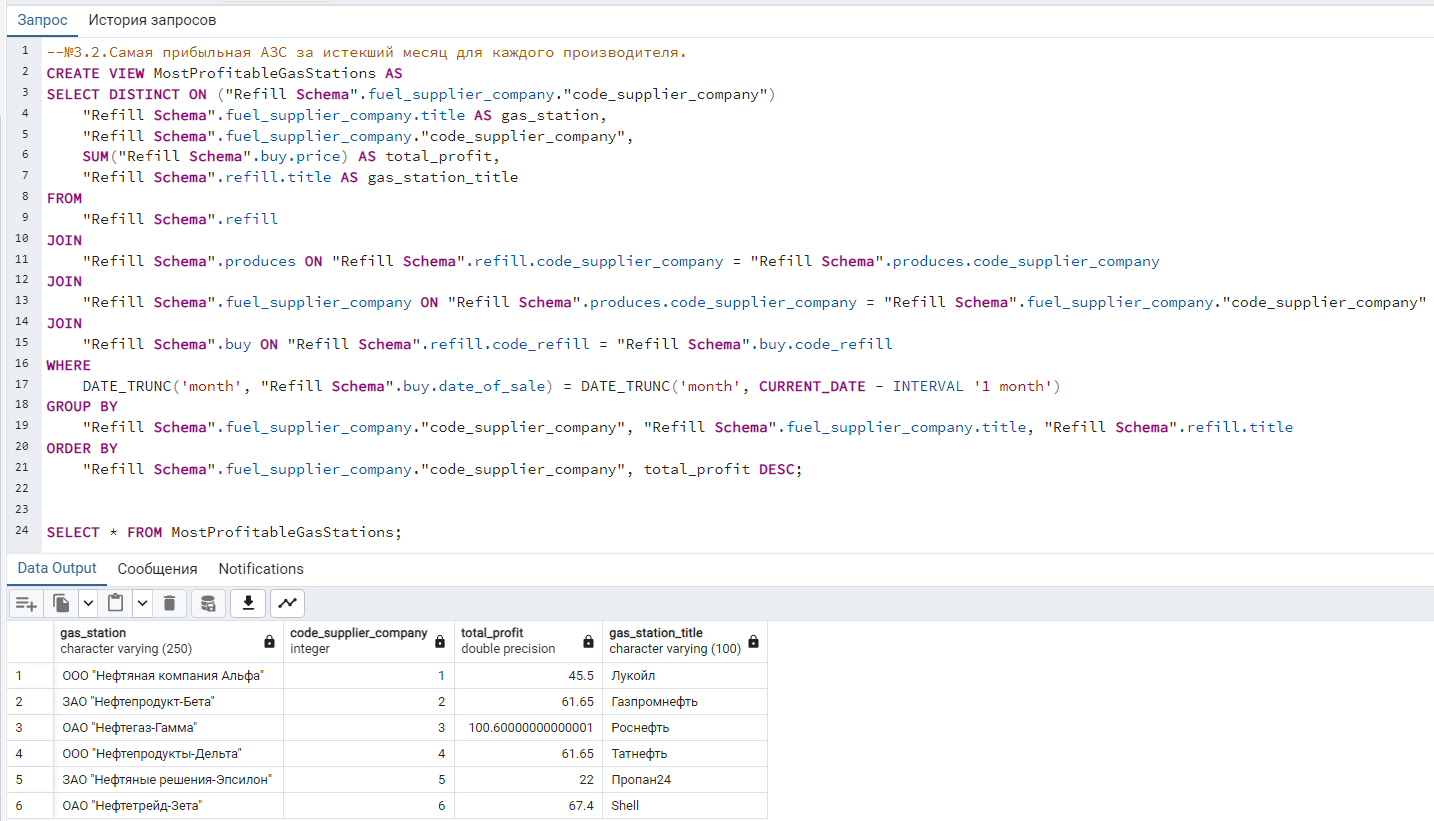 Запрос История запросов
1 --№3.2.Самая прибыльная АЗС за истекший месяц для каждого производителя.
2 CREATE VIEW MostProfitableGasStations AS
3 SELECT DISTINCT ON ("Refill Schema".fuel_supplier_company."code_supplier_company")
4 "Refill Schema".fuel_supplier_company.title AS gas_station,
5 "Refill Schema".fuel_supplier_company."code_supplier_company",
6 SUM("Refill Schema".buy.price) AS total_profit,
7 "Refill Schema".refill.title AS gas_station_title
8 FROM
9 "Refill Schema".refill
10 JOIN
11 "Refill Schema".produces ON "Refill Schema".refill.code_supplier_company = "Refill Schema".produces.code_supplier_company
12 JOIN
13 "Refill Schema".fuel_supplier_company ON "Refill Schema".produces.code_supplier_company = "Refill Schema".fuel_supplier_company."code_supplier_company"
14 JOIN
15 "Refill Schema".buy ON "Refill Schema".refill.code_refill = "Refill Schema".buy.code_refill
16 WHERE
17 DATE_TRUNC('month', "Refill Schema".buy.date_of_sale) = DATE_TRUNC('month', CURRENT_DATE - INTERVAL '1 month')
18 GROUP BY
19 "Refill Schema".fuel_supplier_company."code_supplier_company", "Refill Schema".fuel_supplier_company.title, "Refill Schema".refill.title
20 ORDER BY
21 "Refill Schema".fuel_supplier_company."code_supplier_company", total_profit DESC;
22
23
24 SELECT * FROM MostProfitableGasStations;
Data Output Сообщения Notifications
gas_station code_supplier_company total_profit gas_station_title
character varying (250) integer double precision character varying (100)
1 ООО "Нефтяная компания Альфа" 1 45.5 Лукойл
2 ЗАО "Нефтепродукт-Бета" 2 61.65 Газпромнефть
3 ОАО "Нефтегаз-Гамма" 3 100.60000000000001 Роснефть
4 ООО "Нефтепродукты-Дельта" 4 61.65 Татнефть
5 ЗАО "Нефтяные решения-Эпсилон" 5 22 Пропан24
6 ОАО "Нефтетрейд-Зета" 6 67.4 Shell